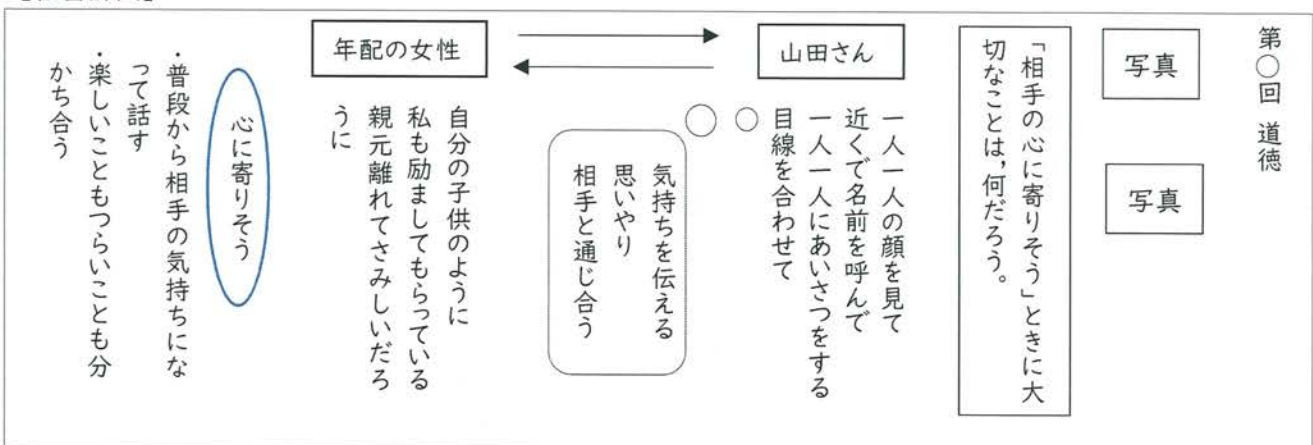 第○回 道徳
写真
写真
「相手の心に寄りそう」ときに大
切なことは,何だろう。
山田さん
一人一人の顔を見て
近くで名前を呼んで
一人一人にあいさつをする
目線を合わせて
気持ちを伝える
思いやり
相手と通じ合う
年配の女性
自分の子供のように
私も励ましてもらっている
親元離れてさみしいだろ
うに
心に寄りそう
・普段から相手の気持ちにな
って話す
・楽しいこともつらいことも分
かち合う